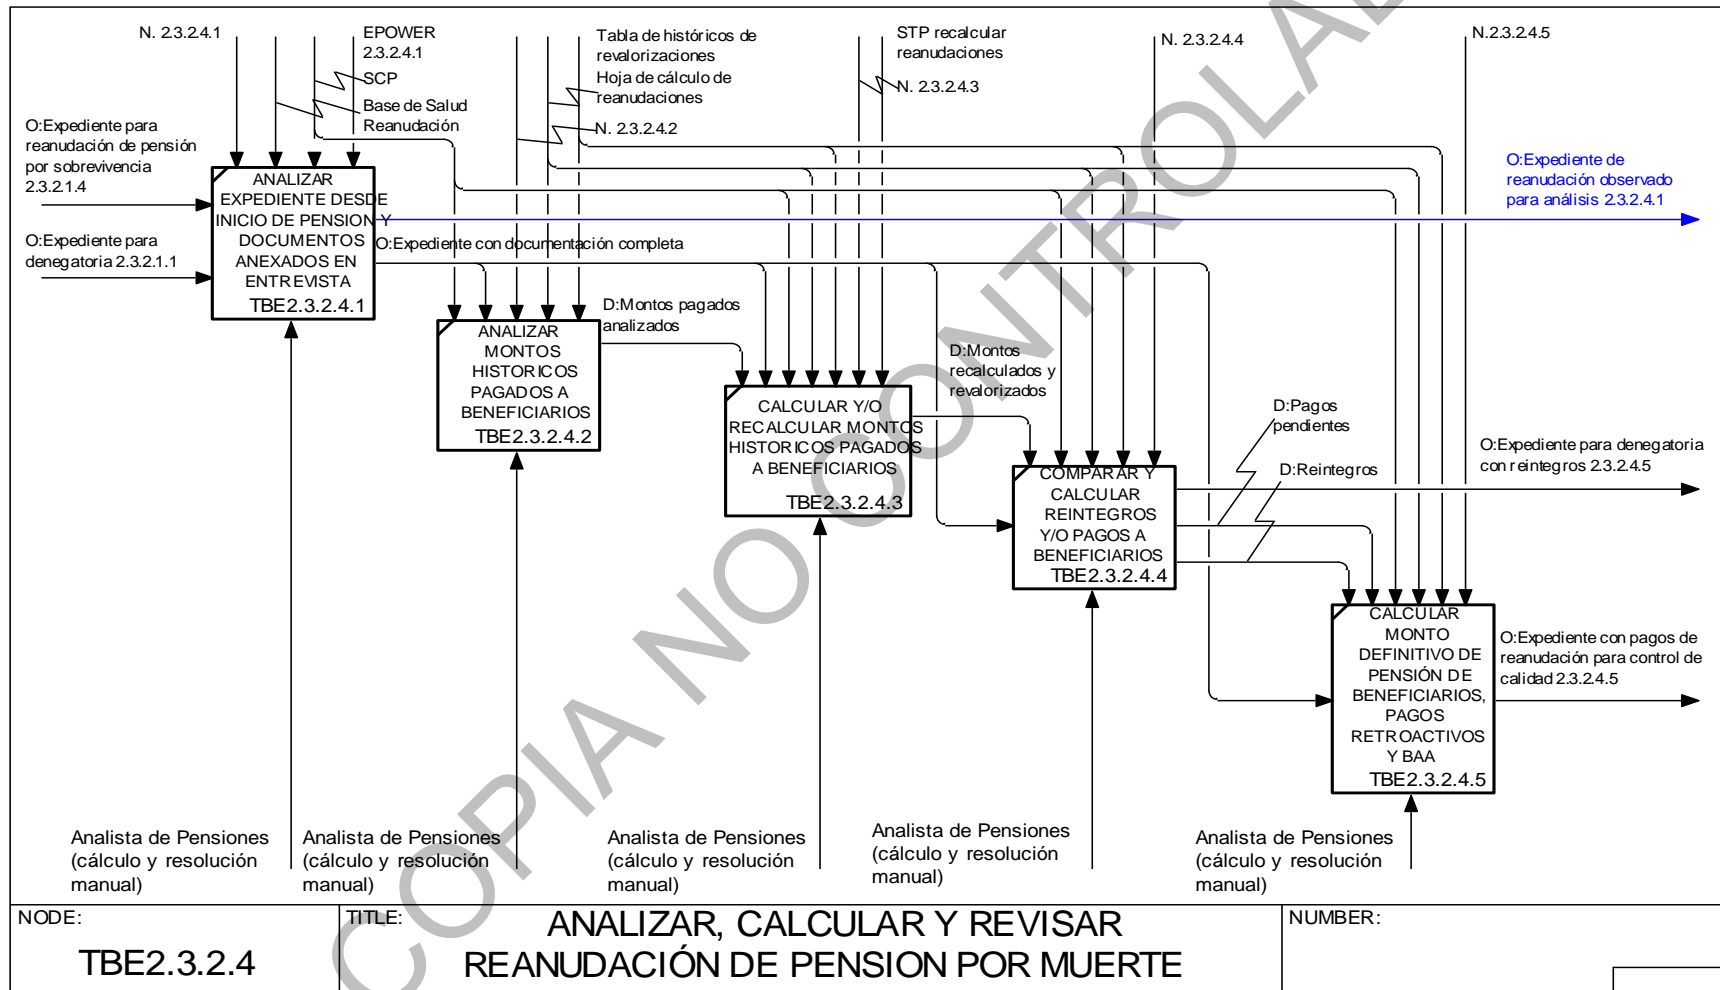 N. 2.3.2.4.1
EPOWER
2.3.2.4.1
SCP
Base de Salud
Reanudación
Tabla de históricos de
revalorizaciones
Hoja de cálculo de
reanudaciones
N. 2.3.2.4.2
STP recalcular
reanudaciones
N. 2.3.2.4.3
N. 2.3.2.4.4
N.2.3.2.4.5
O:Expediente para
reanudación de pensión
por sobrevivencia
2.3.2.1.4
O:Expediente para
denegatoria 2.3.2.1.1
ANALIZAR
EXPEDIENTE DESDE
INICIO DE PENSION Y
DOCUMENTOS
ANEXADOS EN
ENTREVISTA
TBE2.3.2.4.1
O:Expediente de
reanudación observado
para análisis 2.3.2.4.1
O:Expediente con documentación completa
ANALIZAR
MONTOS
HISTORICOS
PAGADOS A
BENEFICIARIOS
TBE2.3.2.4.2
D:Montos pagados
analizados
CALCULAR Y/O
RECALCULAR MONTOS
HISTORICOS PAGADOS
A BENEFICIARIOS
TBE2.3.2.4.3
D:Montos
recalculados y
revalorizados
COMPARAR Y
CALCULAR
REINTEGROS
Y/O PAGOS A
BENEFICIARIOS
TBE2.3.2.4.4
D:Pagos
pendientes
D:Reintegros
O:Expediente para denegatoria
con reintegros 2.3.2.4.5
CALCULAR
MONTO
DEFINITIVO DE
PENSIÓN DE
BENEFICIARIOS,
PAGOS
RETROACTIVOS
Y BAA
TBE2.3.2.4.5
O:Expediente con pagos de
reanudación para control de
calidad 2.3.2.4.5
Analista de Pensiones
(cálculo y resolución
manual)
Analista de Pensiones
(cálculo y resolución
manual)
Analista de Pensiones
(cálculo y resolución
manual)
Analista de Pensiones
(cálculo y resolución
manual)
Analista de Pensiones
(cálculo y resolución
manual)
COPIA NO CONTROLA
NODE:
TBE2.3.2.4
TITLE:
ANALIZAR, CALCULAR Y REVISAR
REANUDACIÓN DE PENSION POR MUERTE
NUMBER: